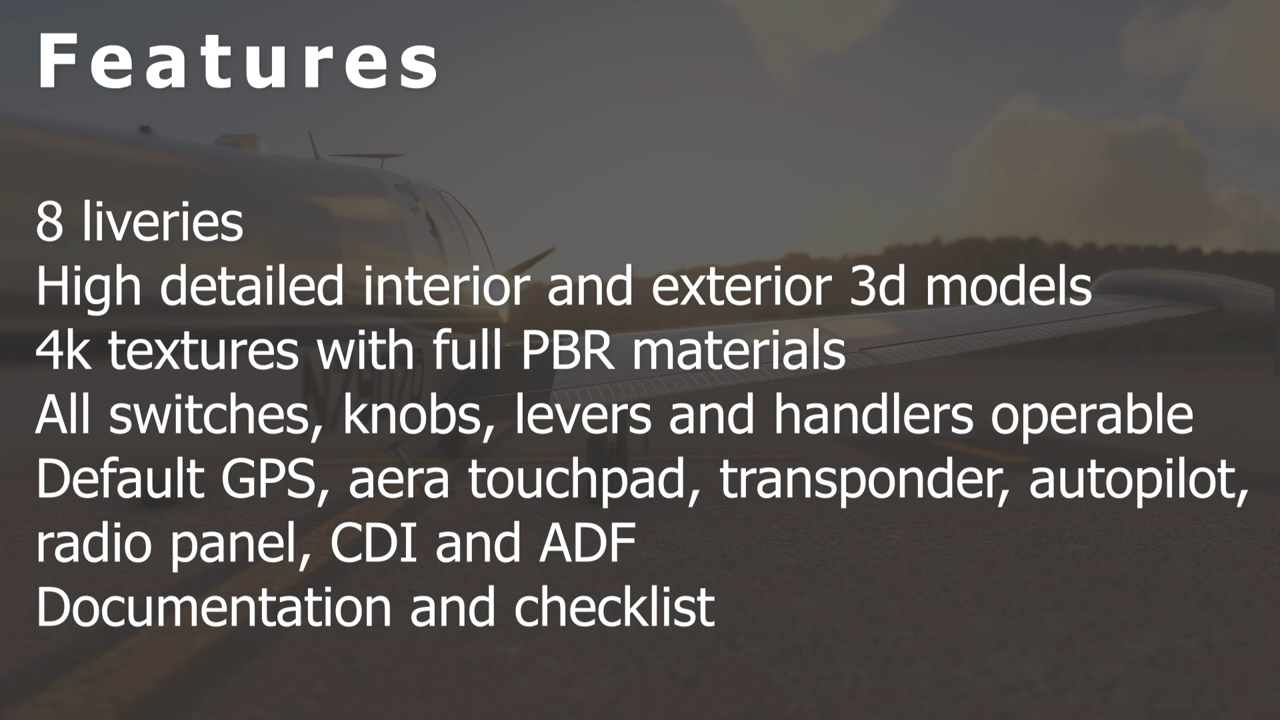 Features
8 liveries
High detailed interior and exterior 3d models
4k textures with full PBR materials
All switches, knobs, levers and handlers operable
Default GPS, aera touchpad, transponder, autopilot,
radio panel, CDI and ADF
Documentation and checklist